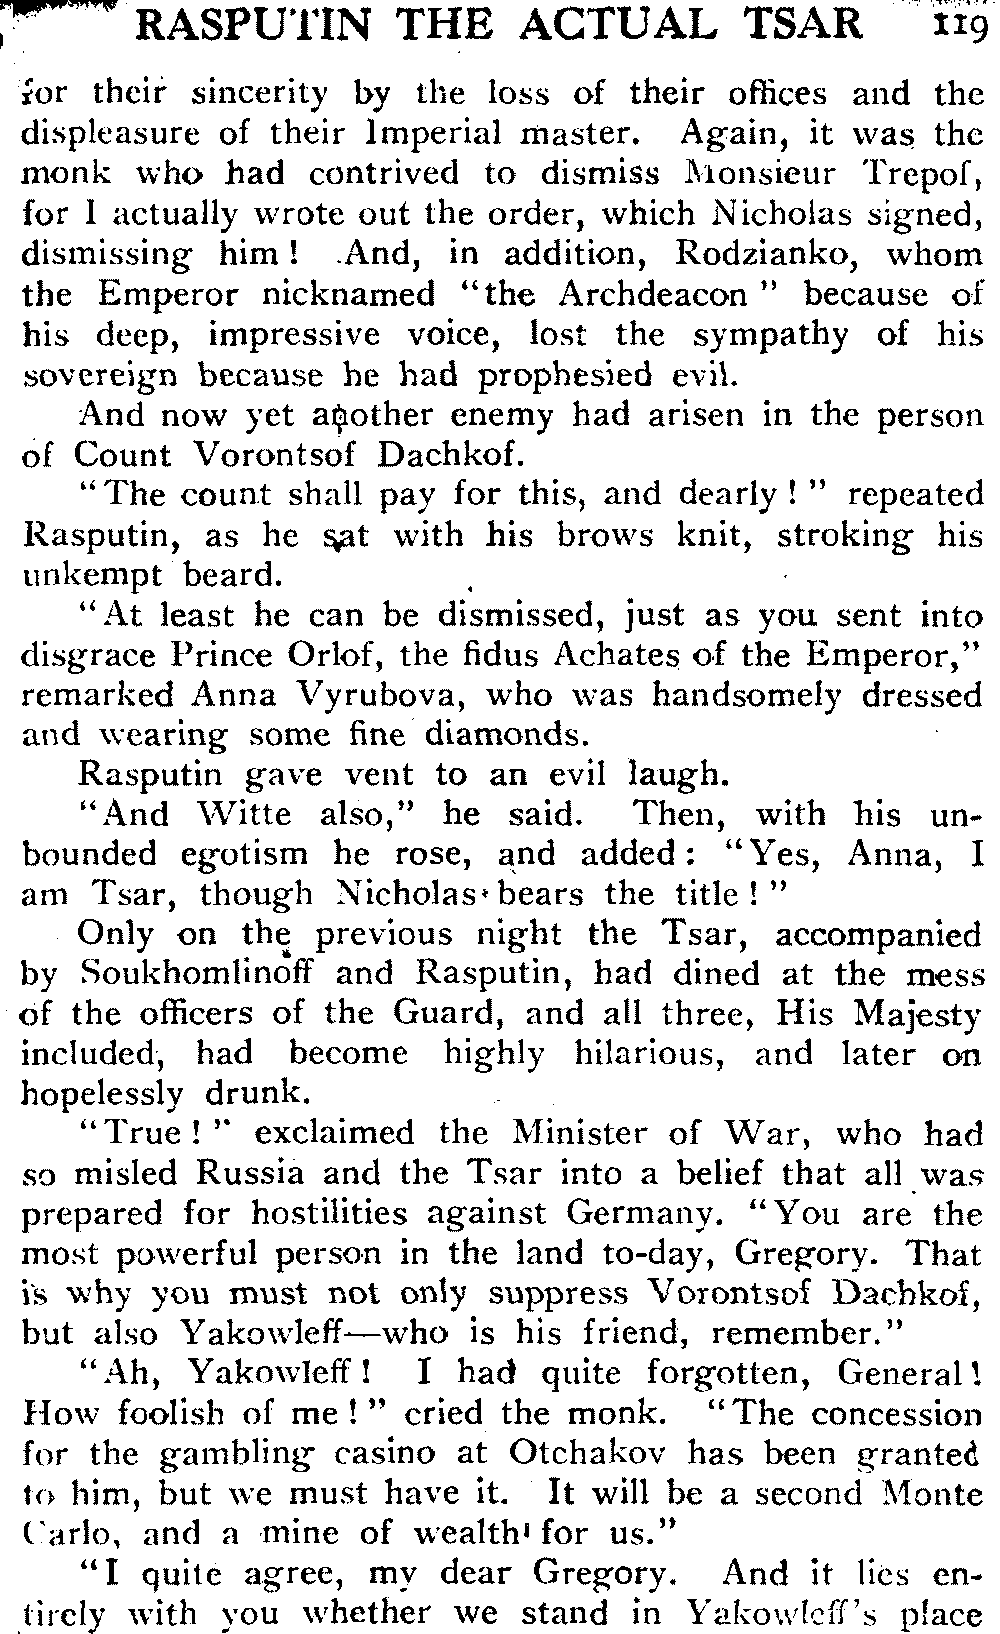 RASPUTIN THE ACTUAL TSAR 119
for their sincerity by the loss of their offices and the
displeasure of their Imperial master. Again, it was the
monk who had contrived to dismiss Monsieur Trepof,
for I actually wrote out the order, which Nicholas signed,
dismissing him! And, in addition, Rodzianko, whom
the Emperor nicknamed "the Archdeacon" because of
his deep, impressive voice, lost the sympathy of his
sovereign because he had prophesied evil.
And now yet another enemy had arisen in the person
of Count Vorontsof Dachkof.
"The count shall pay for this, and dearly!" repeated
Rasputin, as he sat with his brows knit, stroking his
unkempt beard.
"At least he can be dismissed, just as you sent into
disgrace Prince Orlof, the fidus Achates of the Emperor,"
remarked Anna Vyrubova, who was handsomely dressed
and wearing some fine diamonds.
Rasputin gave vent to an evil laugh.
"And Witte also," he said. Then, with his un-
bounded egotism he rose, and added: "Yes, Anna, I
am Tsar, though Nicholas bears the title!"
Only on the previous night the Tsar, accompanied
by Soukhomlinoff and Rasputin, had dined at the mess
of the officers of the Guard, and all three, His Majesty
included, had become highly hilarious, and later on
hopelessly drunk.
"True!" exclaimed the Minister of War, who had
so misled Russia and the Tsar into a belief that all was
prepared for hostilities against Germany. "You are the
most powerful person in the land to-day, Gregory. That
is why you must not only suppress Vorontsof Dachkof,
but also Yakowleff—who is his friend, remember."
"Ah, Yakowleff! I had quite forgotten, General!
How foolish of me!" cried the monk. "The concession
for the gambling casino at Otchakov has been granted
to him, but we must have it. It will be a second Monte
Carlo, and a mine of wealth for us."
"I quite agree, my dear Gregory. And it lies en-
tirely with you whether we stand in Yakowleff's place